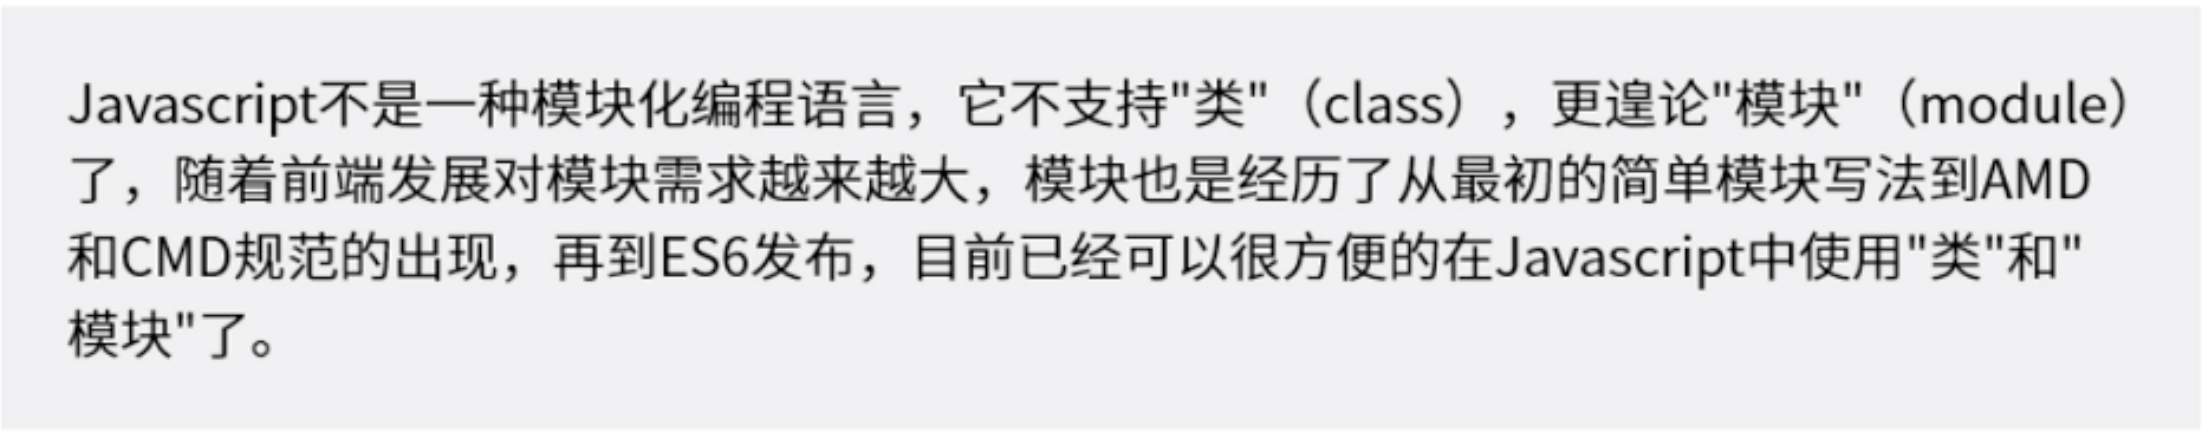 Javascript不是一种模块化编程语言，它不支持"类"（class），更遑论"模块"（module）
了，随着前端发展对模块需求越来越大，模块也是经历了从最初的简单模块写法到AMD
和CMD规范的出现，再到ES6发布，目前已经可以很方便的在Javascript中使用"类"和"
模块"了。